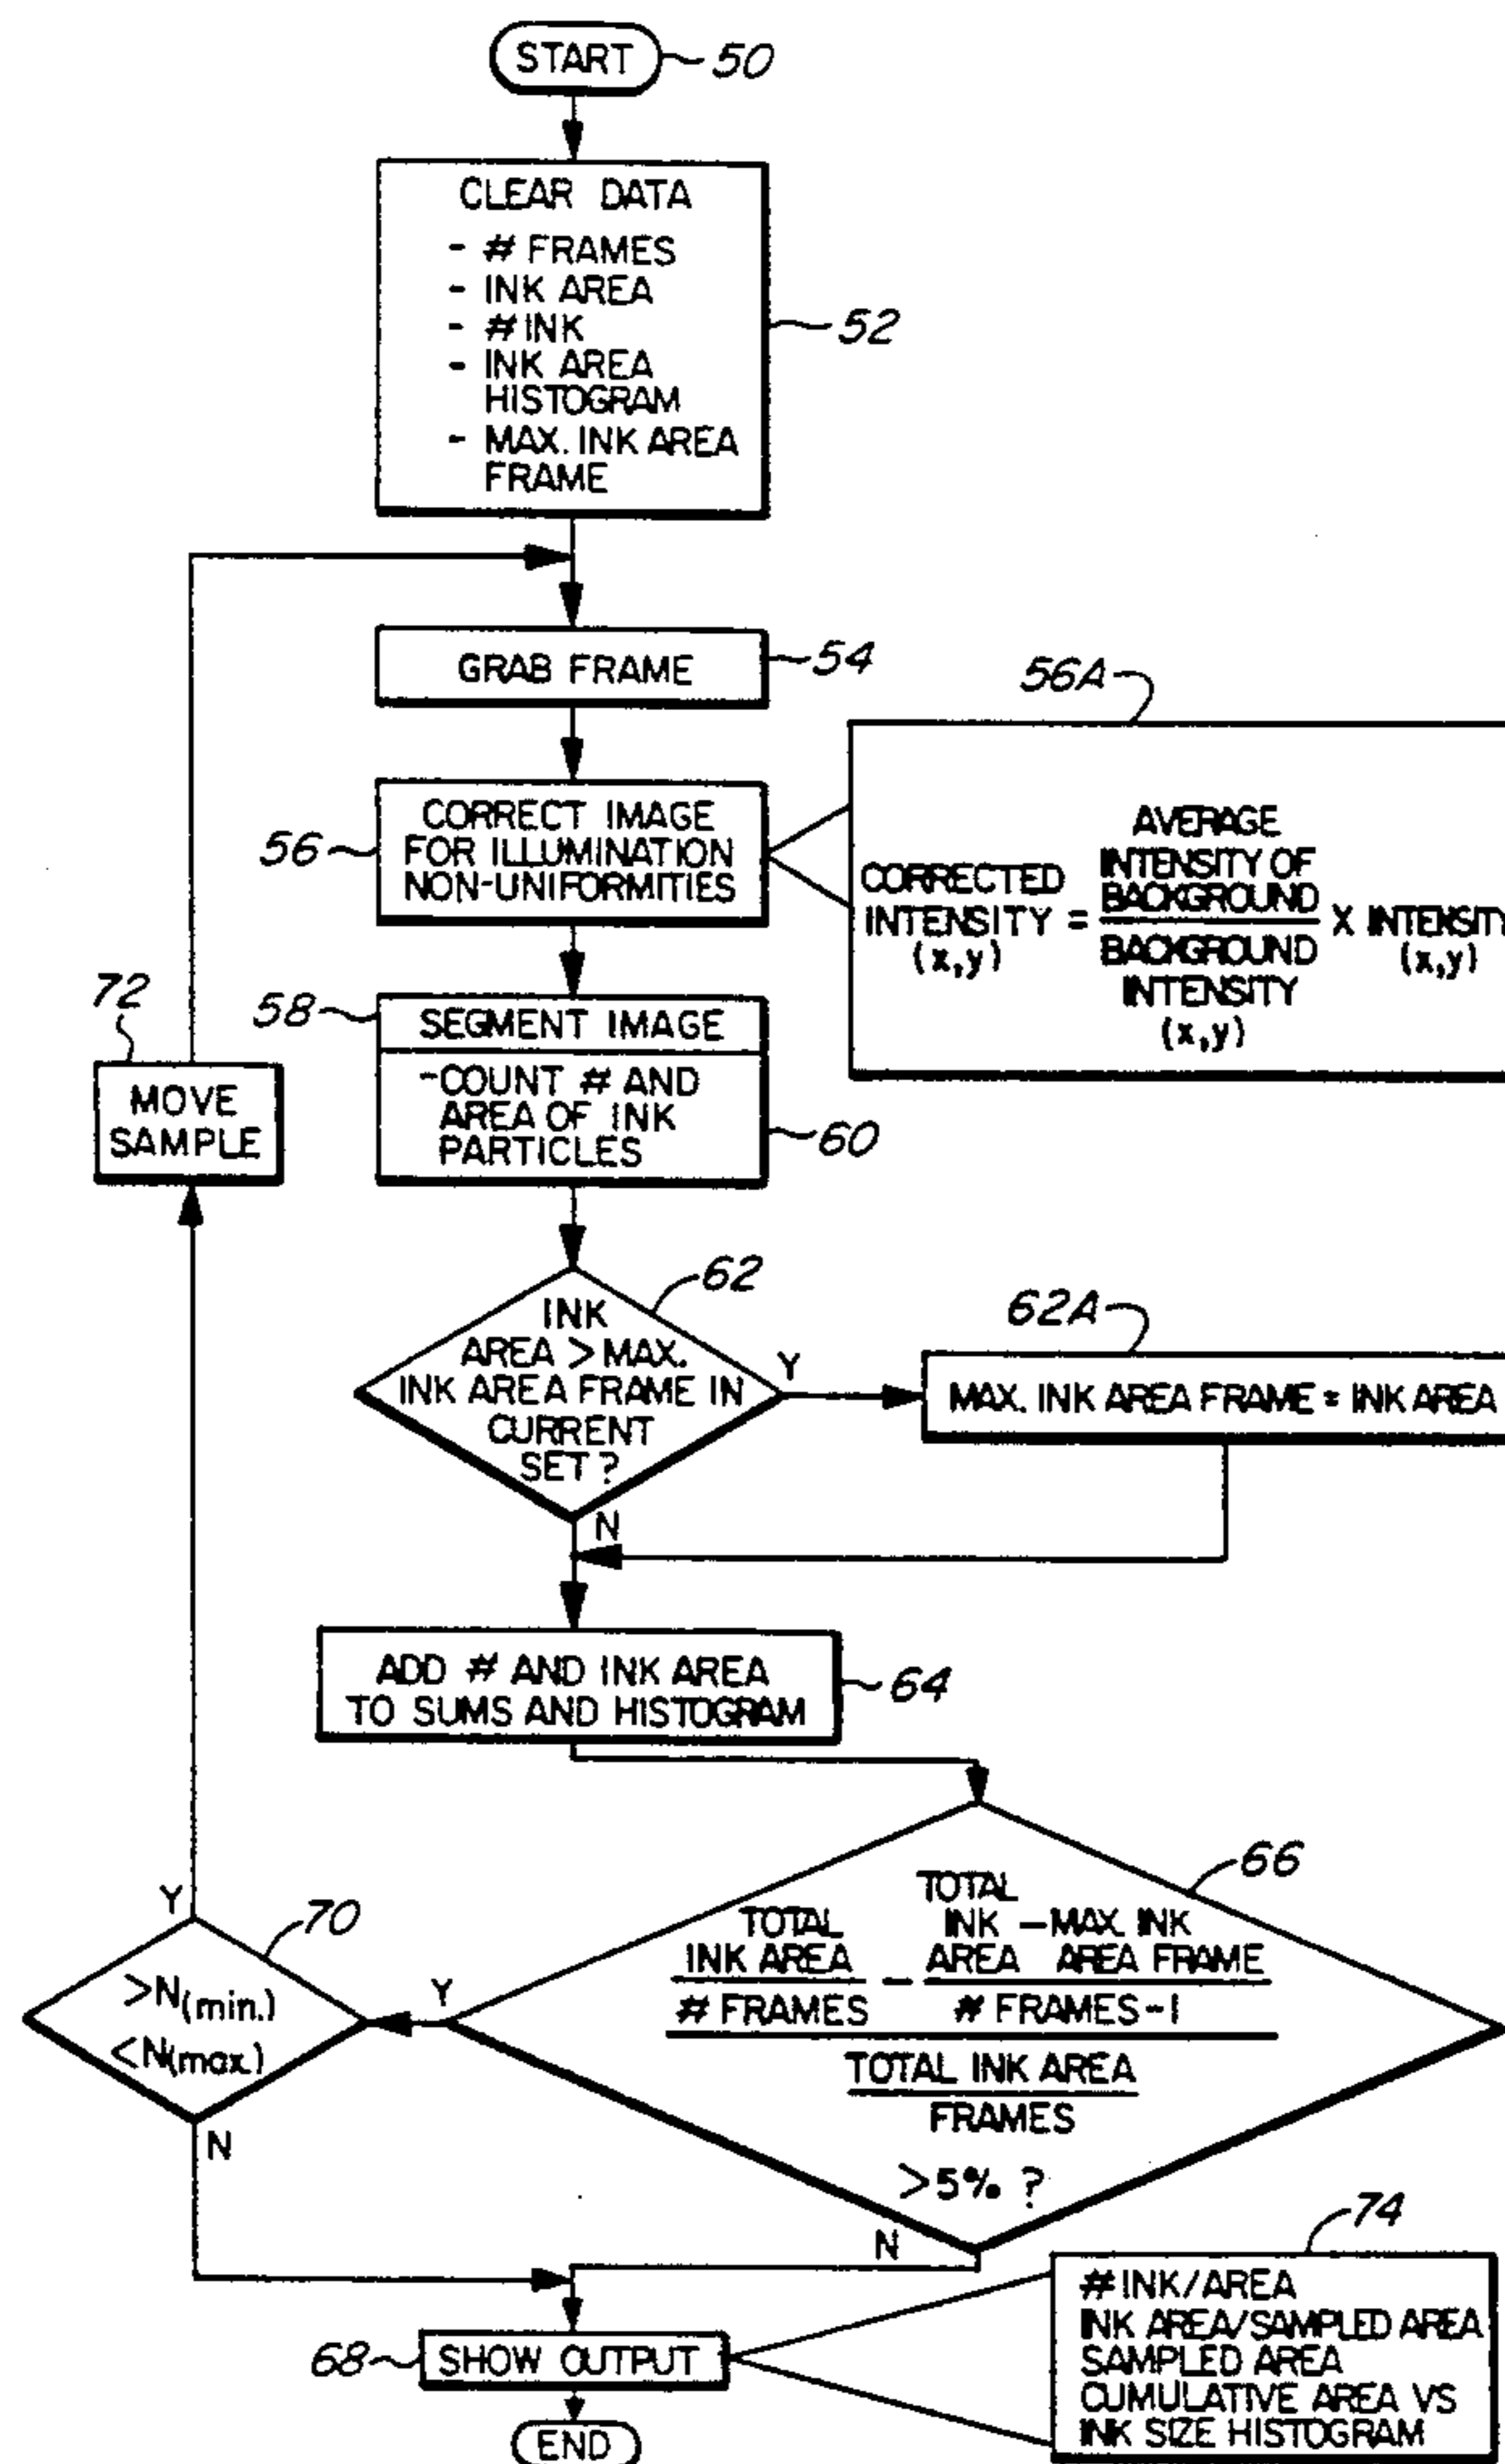 START
50
CLEAR DATA
- # FRAMES
- INK AREA
- # INK
- INK AREA
HISTOGRAM
- MAX. INK AREA
FRAME
52
GRAB FRAME
54
56
CORRECT IMAGE
FOR ILLUMINATION
NON-UNIFORMITIES
56A
CORRECTED
INTENSITY
(x,y)
=
AVERAGE
INTENSITY OF
BACKGROUND
BACKGROUND
INTENSITY
(x,y)
X INTENSITY
(x,y)
58
SEGMENT IMAGE
-COUNT # AND
AREA OF INK
PARTICLES
60
72
MOVE
SAMPLE
62
INK
AREA > MAX.
INK AREA FRAME IN
CURRENT
SET ?
Y
N
62A
MAX. INK AREA FRAME = INK AREA
ADD # AND INK AREA
TO SUMS AND HISTOGRAM
64
66
TOTAL
INK AREA
# FRAMES
-
TOTAL
INK - MAX. INK
AREA AREA FRAME
# FRAMES-1
TOTAL INK AREA
FRAMES
>5% ?
Y
N
70
>N(min.)
<N(max.)
Y
N
68
SHOW OUTPUT
74
# INK/AREA
INK AREA/SAMPLED AREA
SAMPLED AREA
CUMULATIVE AREA VS
INK SIZE HISTOGRAM
END